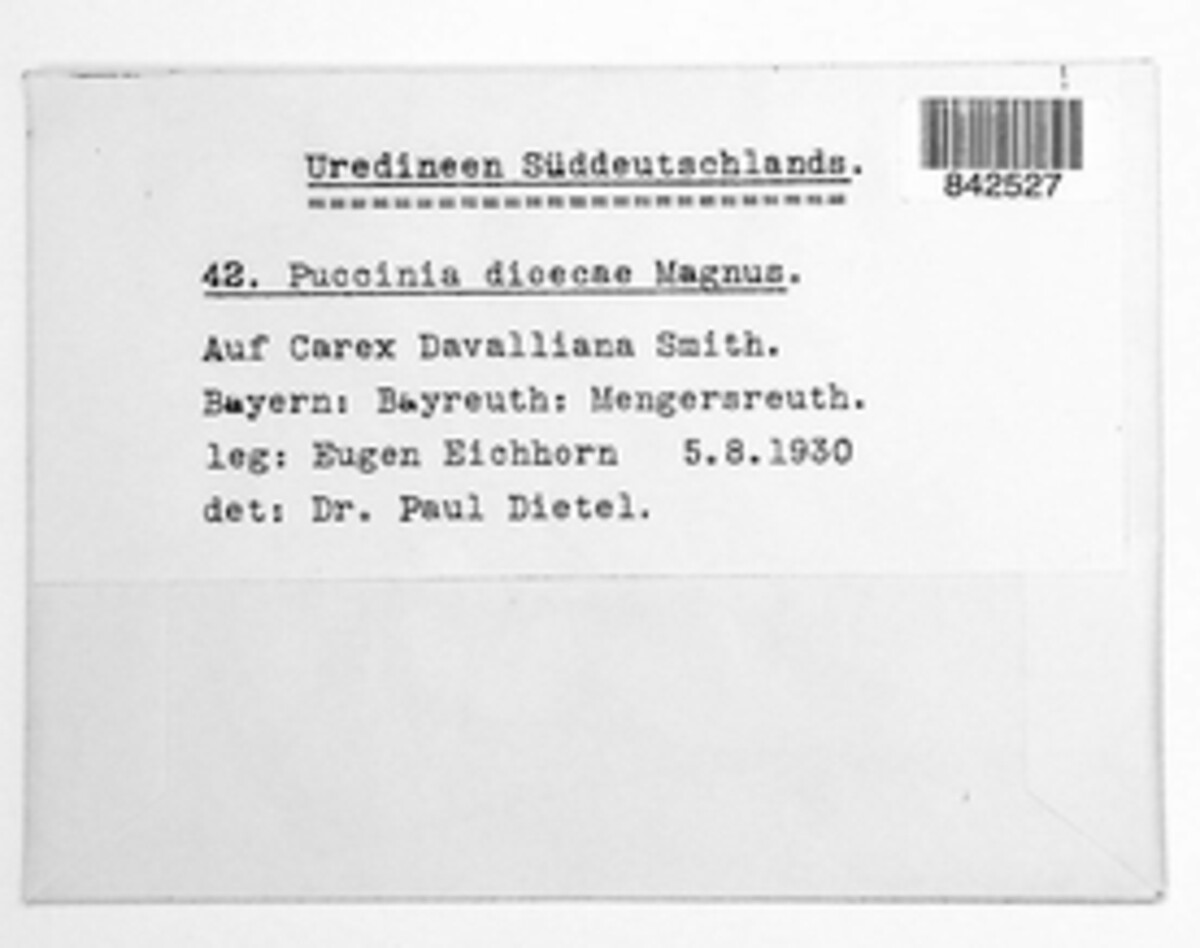 Uredineen Süddeutschlands.
842527
42. Puccinia dioecae Magnus.
Auf Carex Davalliana Smith.
Bayern: Bayreuth: Mengersreuth.
leg: Eugen Eichhorn 5.8.1930
det: Dr. Paul Dietel.